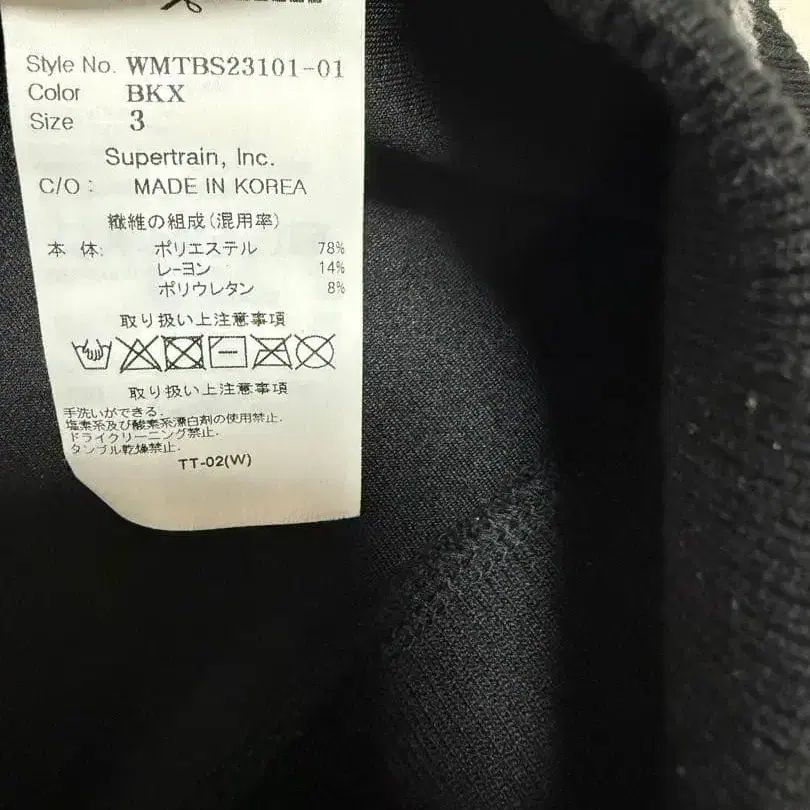 Style No. WMTBS23101-01
Color BKX
Size 3
Supertrain, Inc.
C/O : MADE IN KOREA
繊維の組成(混用率)
本 体: ポリエステル 78%
レーヨン 14%
ポリウレタン 8%
取り扱い上注意事項
取り扱い上注意事項
手洗いができる.
塩素系及び酸素系漂白剤の使用禁止.
ドライクリーニング禁止.
タンブル乾燥禁止.
TT-02(W)